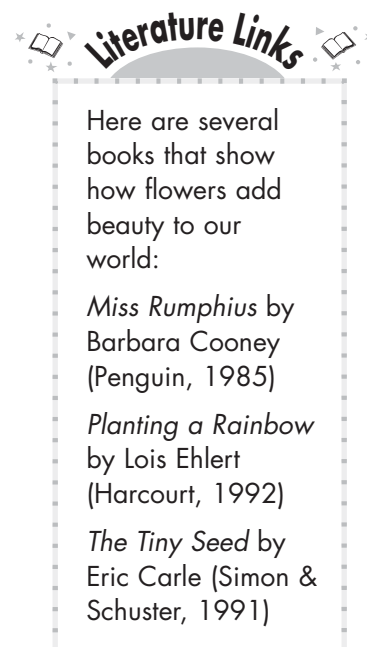 Literature Links
Here are several
books that show
how flowers add
beauty to our
world:
Miss Rumphius by
Barbara Cooney
(Penguin, 1985)
Planting a Rainbow
by Lois Ehlert
(Harcourt, 1992)
The Tiny Seed by
Eric Carle (Simon &
Schuster, 1991)